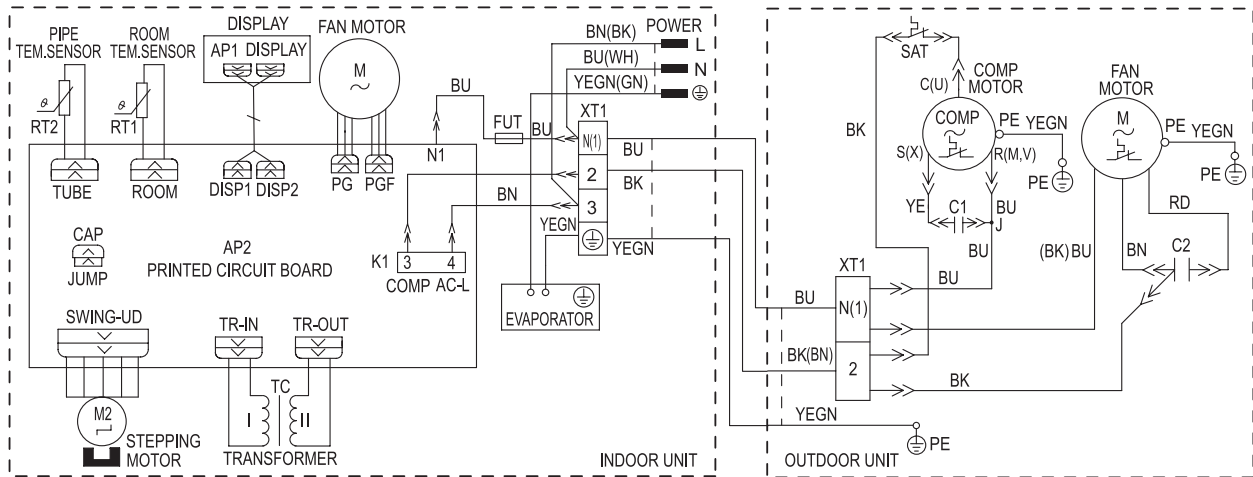 PIPE
TEM.SENSOR
ROOM
TEM.SENSOR
DISPLAY
AP1 DISPLAY
FAN MOTOR
M
θ
RT2
θ
RT1
TUBE
ROOM
DISP1 DISP2
PG
PGF
N1
BU
FUT
BU
BN(BK)
BU(WH)
YEGN(GN)
POWER
L
N
XT1
N(1)
2
3
BU
BK
BN
YEGN
YEGN
CAP
JUMP
AP2
PRINTED CIRCUIT BOARD
K1
3 4
COMP AC-L
EVAPORATOR
SWING-UD
TR-IN
TR-OUT
M2
STEPPING
MOTOR
TC
I II
TRANSFORMER
INDOOR UNIT
SAT
BK
C(U)
COMP
MOTOR
COMP
S(X)
R(M,V)
PE
YEGN
PE
YE
C1
BU
J
BU
FAN
MOTOR
M
PE
YEGN
PE
RD
(BK)BU
BN
C2
XT1
N(1)
2
BU
BK(BN)
BU
BK
YEGN
PE
OUTDOOR UNIT